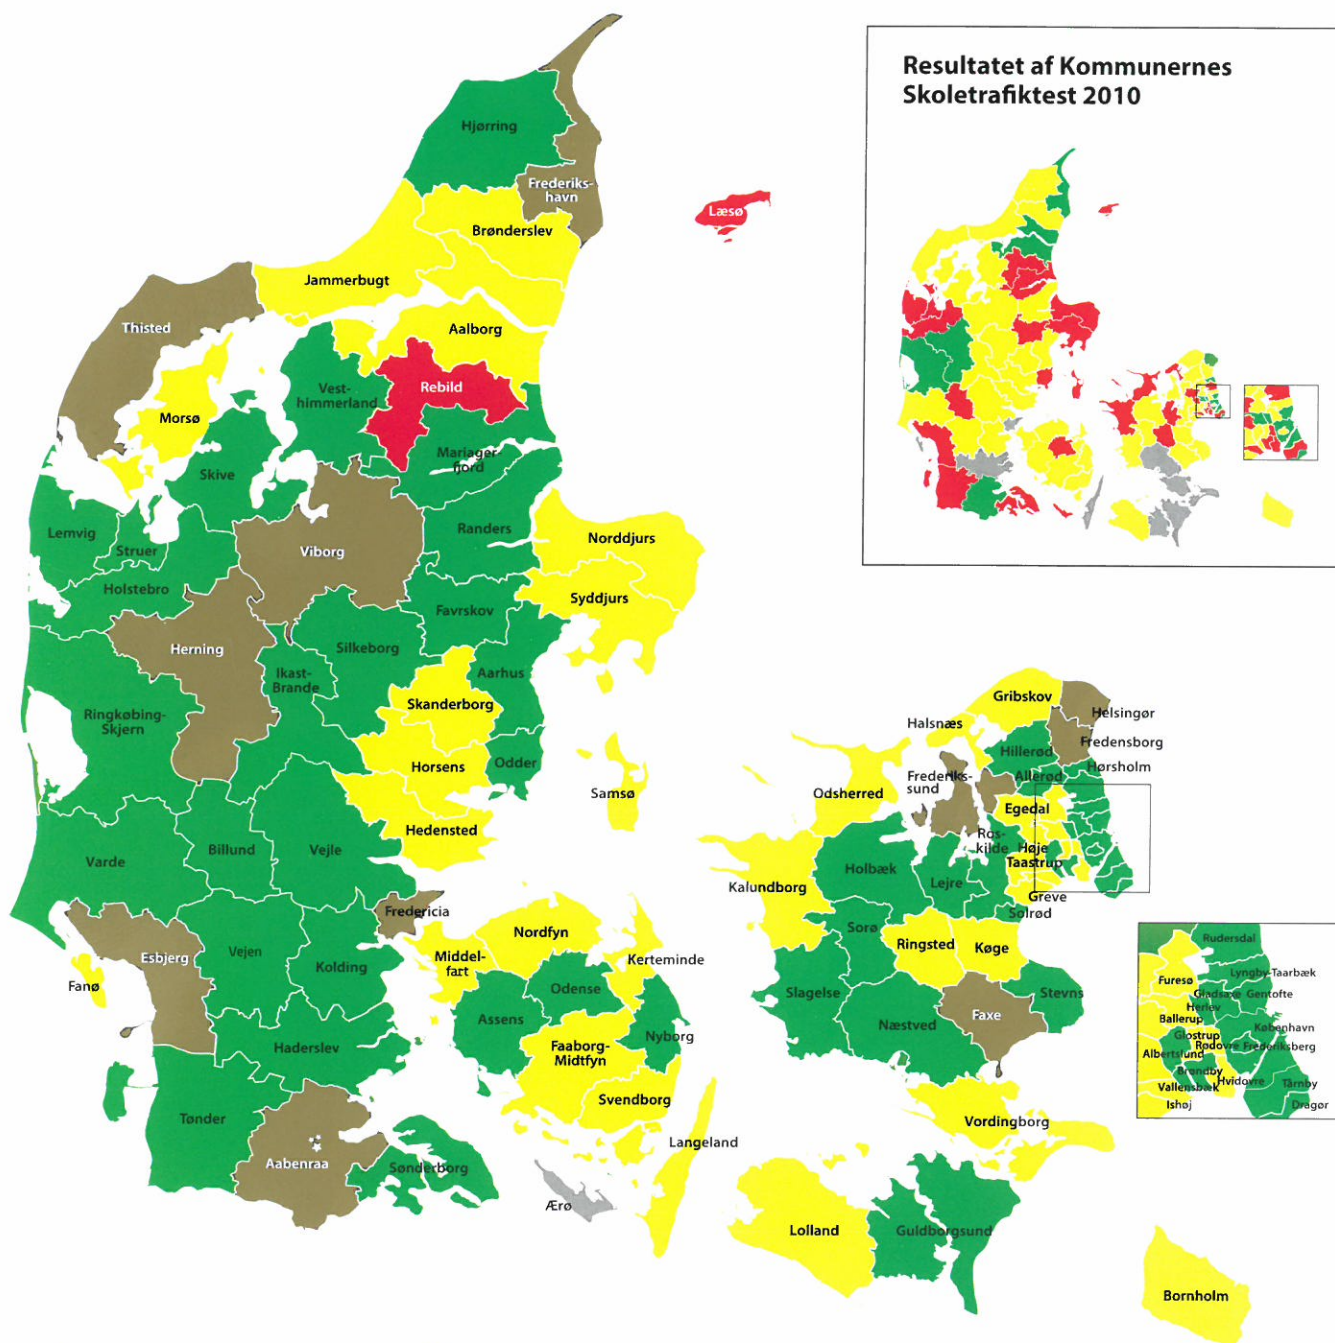 Resultatet af Kommunernes
Skoletrafiktest 2010
Hjørring
Frederiks-
havn
Læsø
Brønderslev
Jammerbugt
Thisted
Aalborg
Rebild
Vest-
himmerland
Morsø
Mariager-
fjord
Skive
Lemvig
Struer
Viborg
Randers
Norddjurs
Holstebro
Favrskov
Syddjurs
Herning
Silkeborg
Ikast-
Brande
Aarhus
Skanderborg
Ringkøbing-
Skjern
Horsens
Odder
Samsø
Hedensted
Varde
Billund
Vejle
Fredericia
Esbjerg
Vejen
Kolding
Fanø
Haderslev
Tønder
Aabenraa
Sønderborg
Nordfyn
Middel-
fart
Kerteminde
Odense
Assens
Nyborg
Faaborg-
Midtfyn
Svendborg
Langeland
Ærø
Gribskov
Helsingør
Halsnæs
Fredensborg
Hillerød
Hørsholm
Allerød
Frederiks-
sund
Odsherred
Egedal
Ros-
kilde
Høje
Taastrup
Holbæk
Lejre
Kalundborg
Greve
Solrød
Sorø
Ringsted
Køge
Slagelse
Næstved
Stevns
Faxe
Vordingborg
Lolland
Guldborgsund
Bornholm
Rudersdal
Lyngby-Taarbæk
Furesø
Gladsaxe
Gentofte
Herlev
Ballerup
København
Glostrup
Rødovre
Frederiksberg
Albertslund
Brøndby
Hvidovre
Tårnby
Vallensbæk
Ishøj
Dragør